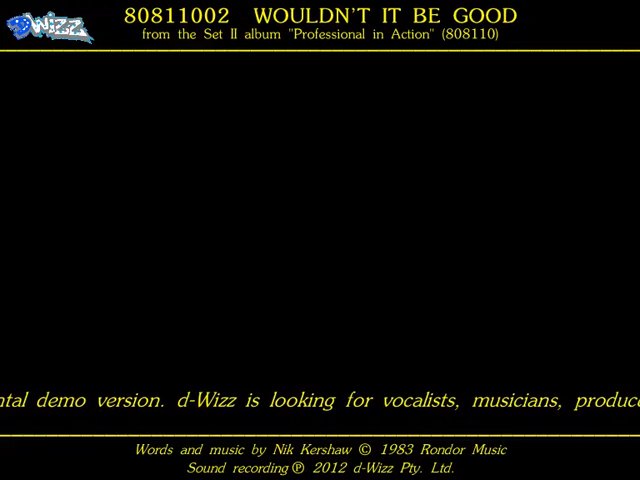 d-Wizz
80811002 WOULDN'T IT BE GOOD
from the Set II album "Professional in Action" (808110)
ntal demo version. d-Wizz is looking for vocalists, musicians, produce
Words and music by Nik Kershaw © 1983 Rondor Music
Sound recording ℗ 2012 d-Wizz Pty. Ltd.